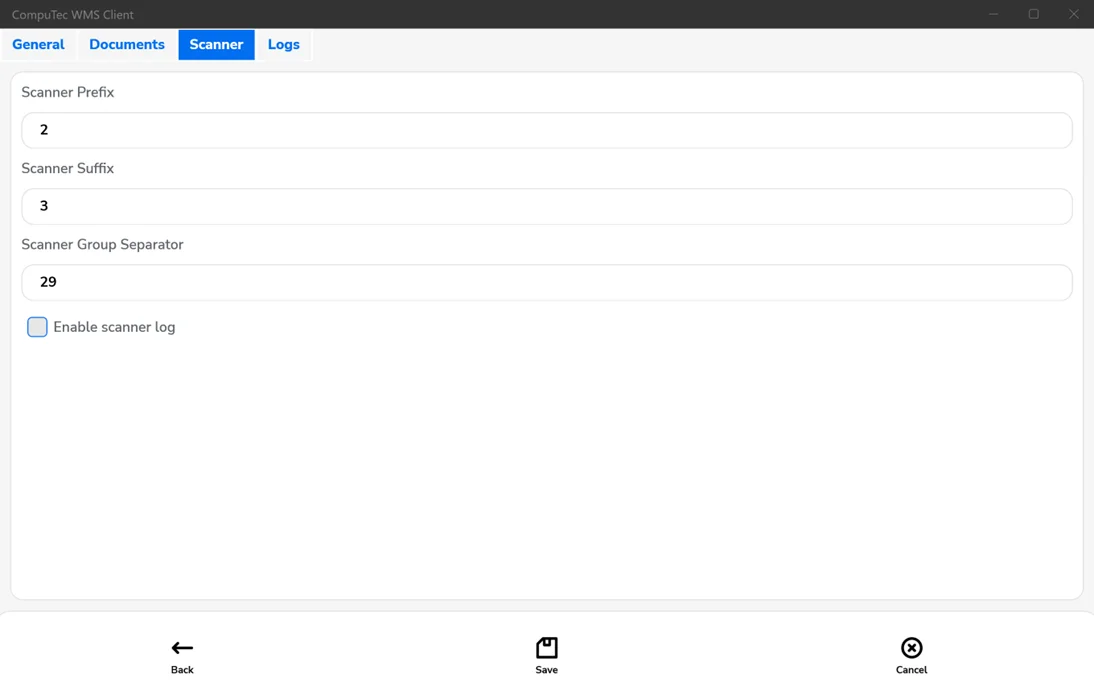 CompuTec WMS Client
General Documents Scanner Logs
Scanner Prefix
2
Scanner Suffix
3
Scanner Group Separator
29
Enable scanner log
Back Save Cancel